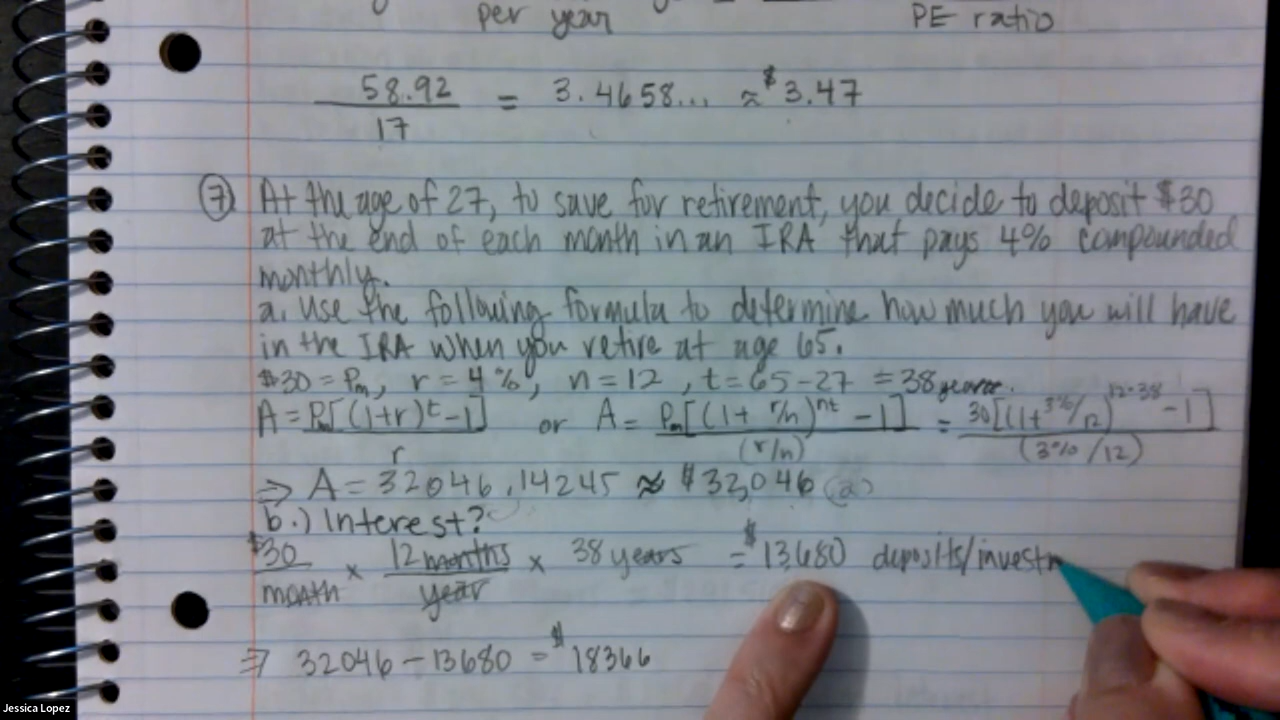 per year PE ratio
58.92 / 17 = 3.4658... ≈ $3.47
7 At the age of 27, to save for retirement, you decide to deposit $30
at the end of each month in an IRA that pays 4% compounded
monthly.
a. Use the following formula to determine how much you will have
in the IRA when you retire at age 65.
$30 = Pm, r = 4%, n = 12, t = 65 - 27 = 38 years.
A = Pm[(1+r)^t - 1] / r or A = Pm[(1 + r/n)^nt - 1] / (r/n) = 30[(1+3%/12)^12·38 - 1] / (3%/12)
⇒ A = 32046.14245 ≈ $32,046 (a)
b.) Interest?
$30 / month × 12 months / year × 38 years = $13,680 deposits/investm
⇒ 32046 - 13680 = $18366
Jessica Lopez